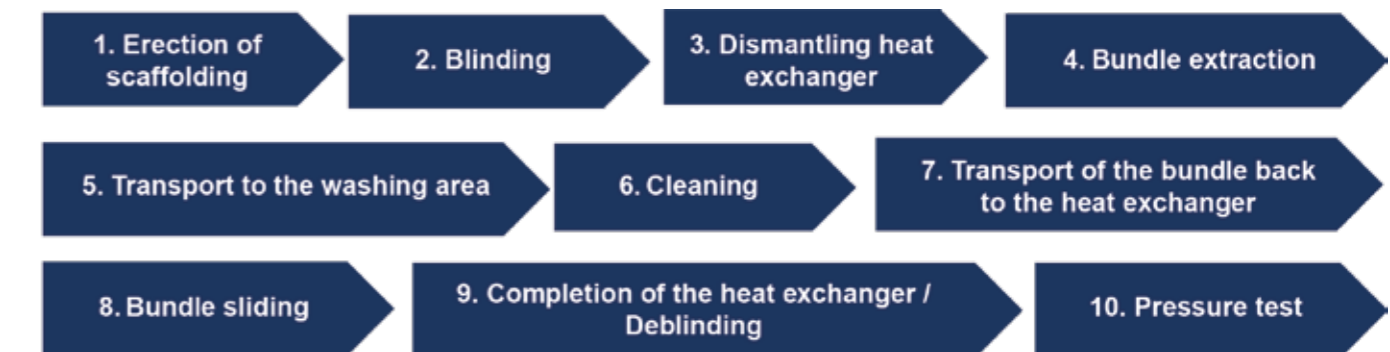 1. Erection of
scaffolding
2. Blinding
3. Dismantling heat
exchanger
4. Bundle extraction
5. Transport to the washing area
6. Cleaning
7. Transport of the bundle back
to the heat exchanger
8. Bundle sliding
9. Completion of the heat exchanger /
Deblinding
10. Pressure test